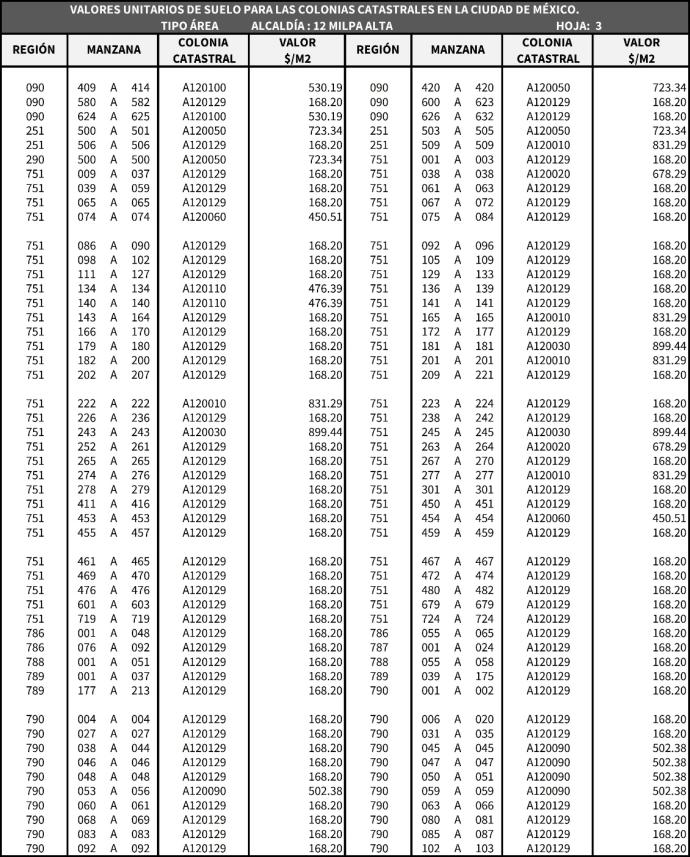 VALORES UNITARIOS DE SUELO PARA LAS COLONIAS CATASTRALES EN LA CIUDAD DE MÉXICO.
TIPO ÁREA ALCALDÍA : 12 MILPA ALTA HOJA: 3
REGIÓN MANZANA COLONIA CATASTRAL VALOR $/M2 REGIÓN MANZANA COLONIA CATASTRAL VALOR $/M2
090 409 A 414 A120100 530.19 090 420 A 420 A120050 723.34
090 580 A 582 A120129 168.20 090 600 A 623 A120129 168.20
090 624 A 625 A120100 530.19 090 626 A 632 A120129 168.20
251 500 A 501 A120050 723.34 251 503 A 505 A120050 723.34
251 506 A 506 A120129 168.20 251 509 A 509 A120010 831.29
290 500 A 500 A120050 723.34 751 001 A 003 A120129 168.20
751 009 A 037 A120129 168.20 751 038 A 038 A120020 678.29
751 039 A 059 A120129 168.20 751 061 A 063 A120129 168.20
751 065 A 065 A120129 168.20 751 067 A 072 A120129 168.20
751 074 A 074 A120060 450.51 751 075 A 084 A120129 168.20
751 086 A 090 A120129 168.20 751 092 A 096 A120129 168.20
751 098 A 102 A120129 168.20 751 105 A 109 A120129 168.20
751 111 A 127 A120129 168.20 751 129 A 133 A120129 168.20
751 134 A 134 A120110 476.39 751 136 A 139 A120129 168.20
751 140 A 140 A120110 476.39 751 141 A 141 A120129 168.20
751 143 A 164 A120129 168.20 751 165 A 165 A120010 831.29
751 166 A 170 A120129 168.20 751 172 A 177 A120129 168.20
751 179 A 180 A120129 168.20 751 181 A 181 A120030 899.44
751 182 A 200 A120129 168.20 751 201 A 201 A120010 831.29
751 202 A 207 A120129 168.20 751 209 A 221 A120129 168.20
751 222 A 222 A120010 831.29 751 223 A 224 A120129 168.20
751 226 A 236 A120129 168.20 751 238 A 242 A120129 168.20
751 243 A 243 A120030 899.44 751 245 A 245 A120030 899.44
751 252 A 261 A120129 168.20 751 263 A 264 A120020 678.29
751 265 A 265 A120129 168.20 751 267 A 270 A120129 168.20
751 274 A 276 A120129 168.20 751 277 A 277 A120010 831.29
751 278 A 279 A120129 168.20 751 301 A 301 A120129 168.20
751 411 A 416 A120129 168.20 751 450 A 451 A120129 168.20
751 453 A 453 A120129 168.20 751 454 A 454 A120060 450.51
751 455 A 457 A120129 168.20 751 459 A 459 A120129 168.20
751 461 A 465 A120129 168.20 751 467 A 467 A120129 168.20
751 469 A 470 A120129 168.20 751 472 A 474 A120129 168.20
751 476 A 476 A120129 168.20 751 480 A 482 A120129 168.20
751 601 A 603 A120129 168.20 751 679 A 679 A120129 168.20
751 719 A 719 A120129 168.20 751 724 A 724 A120129 168.20
786 001 A 048 A120129 168.20 786 055 A 065 A120129 168.20
786 076 A 092 A120129 168.20 787 001 A 024 A120129 168.20
788 001 A 051 A120129 168.20 788 055 A 058 A120129 168.20
789 001 A 037 A120129 168.20 789 039 A 175 A120129 168.20
789 177 A 213 A120129 168.20 790 001 A 002 A120129 168.20
790 004 A 004 A120129 168.20 790 006 A 020 A120129 168.20
790 027 A 027 A120129 168.20 790 031 A 035 A120129 168.20
790 038 A 044 A120129 168.20 790 045 A 045 A120090 502.38
790 046 A 046 A120129 168.20 790 047 A 047 A120090 502.38
790 048 A 048 A120129 168.20 790 050 A 051 A120090 502.38
790 053 A 056 A120090 502.38 790 059 A 059 A120090 502.38
790 060 A 061 A120129 168.20 790 063 A 066 A120129 168.20
790 068 A 069 A120129 168.20 790 080 A 081 A120129 168.20
790 083 A 083 A120129 168.20 790 085 A 087 A120129 168.20
790 092 A 092 A120129 168.20 790 102 A 103 A120129 168.20